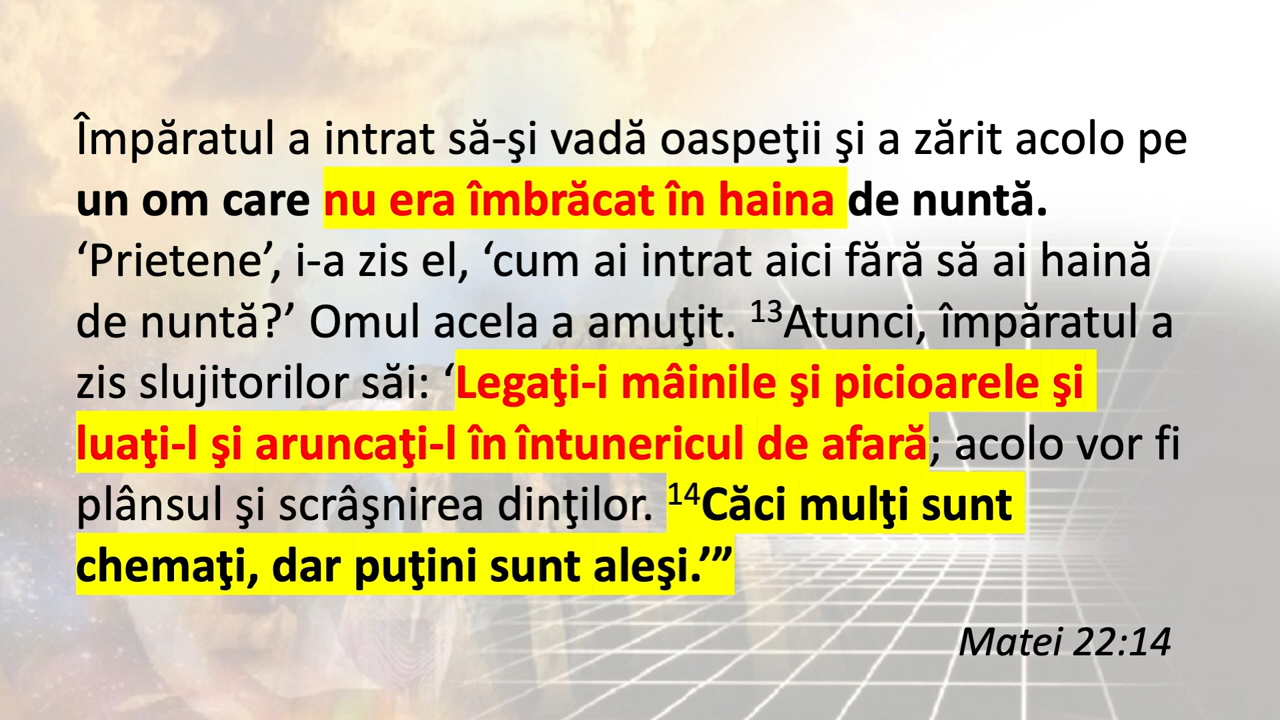 Împăratul a intrat să-şi vadă oaspeţii şi a zărit acolo pe
un om care nu era îmbrăcat în haina de nuntă.
‘Prietene’, i-a zis el, ‘cum ai intrat aici fără să ai haină
de nuntă?’ Omul acela a amuţit. ¹³Atunci, împăratul a
zis slujitorilor săi: ‘Legaţi-i mâinile şi picioarele şi
luaţi-l şi aruncaţi-l în întunericul de afară; acolo vor fi
plânsul şi scrâşnirea dinţilor. ¹⁴Căci mulţi sunt
chemaţi, dar puţini sunt aleşi.’”
Matei 22:14